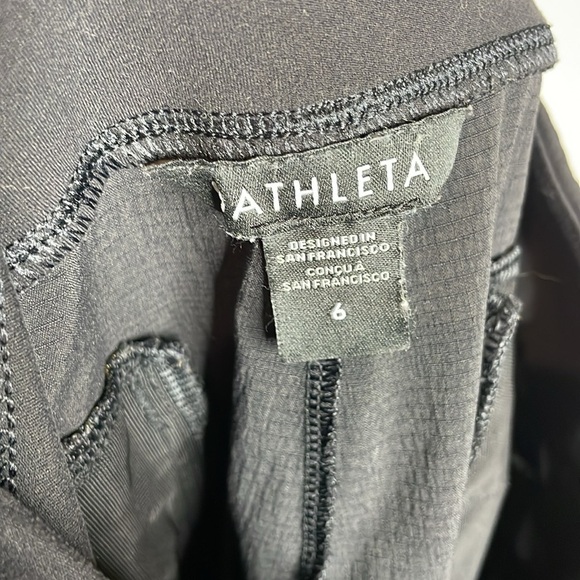 ATHLETA
DESIGNED IN
SAN FRANCISCO
CONÇU À
SAN FRANCISCO
6